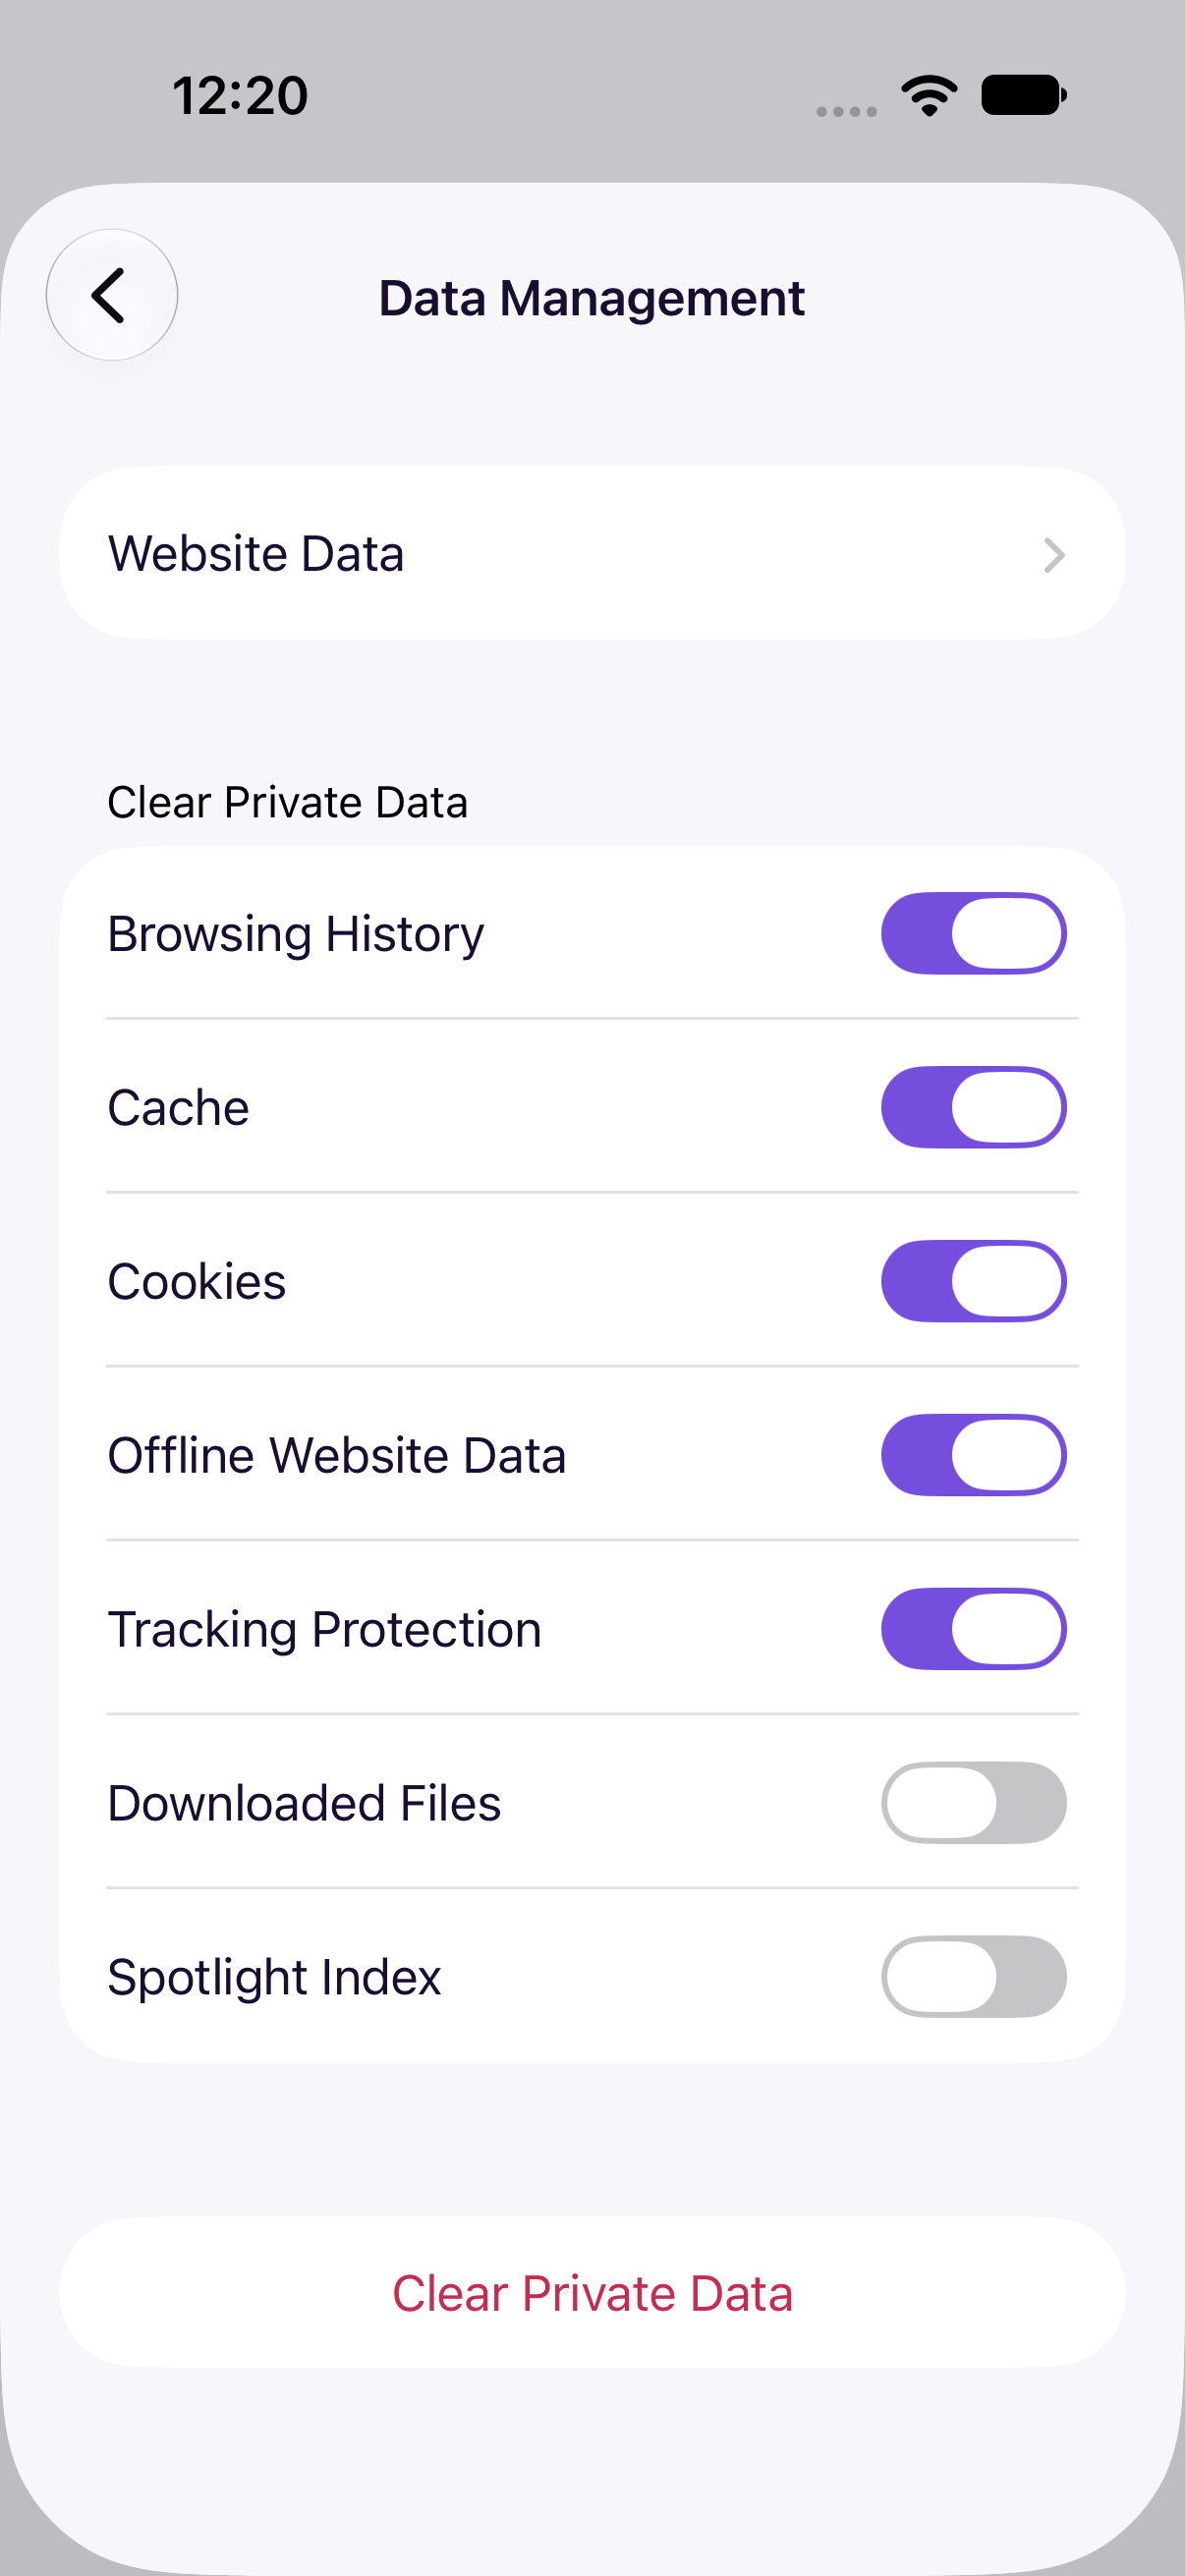 12:20
Data Management
Website Data
Clear Private Data
Browsing History
Cache
Cookies
Offline Website Data
Tracking Protection
Downloaded Files
Spotlight Index
Clear Private Data